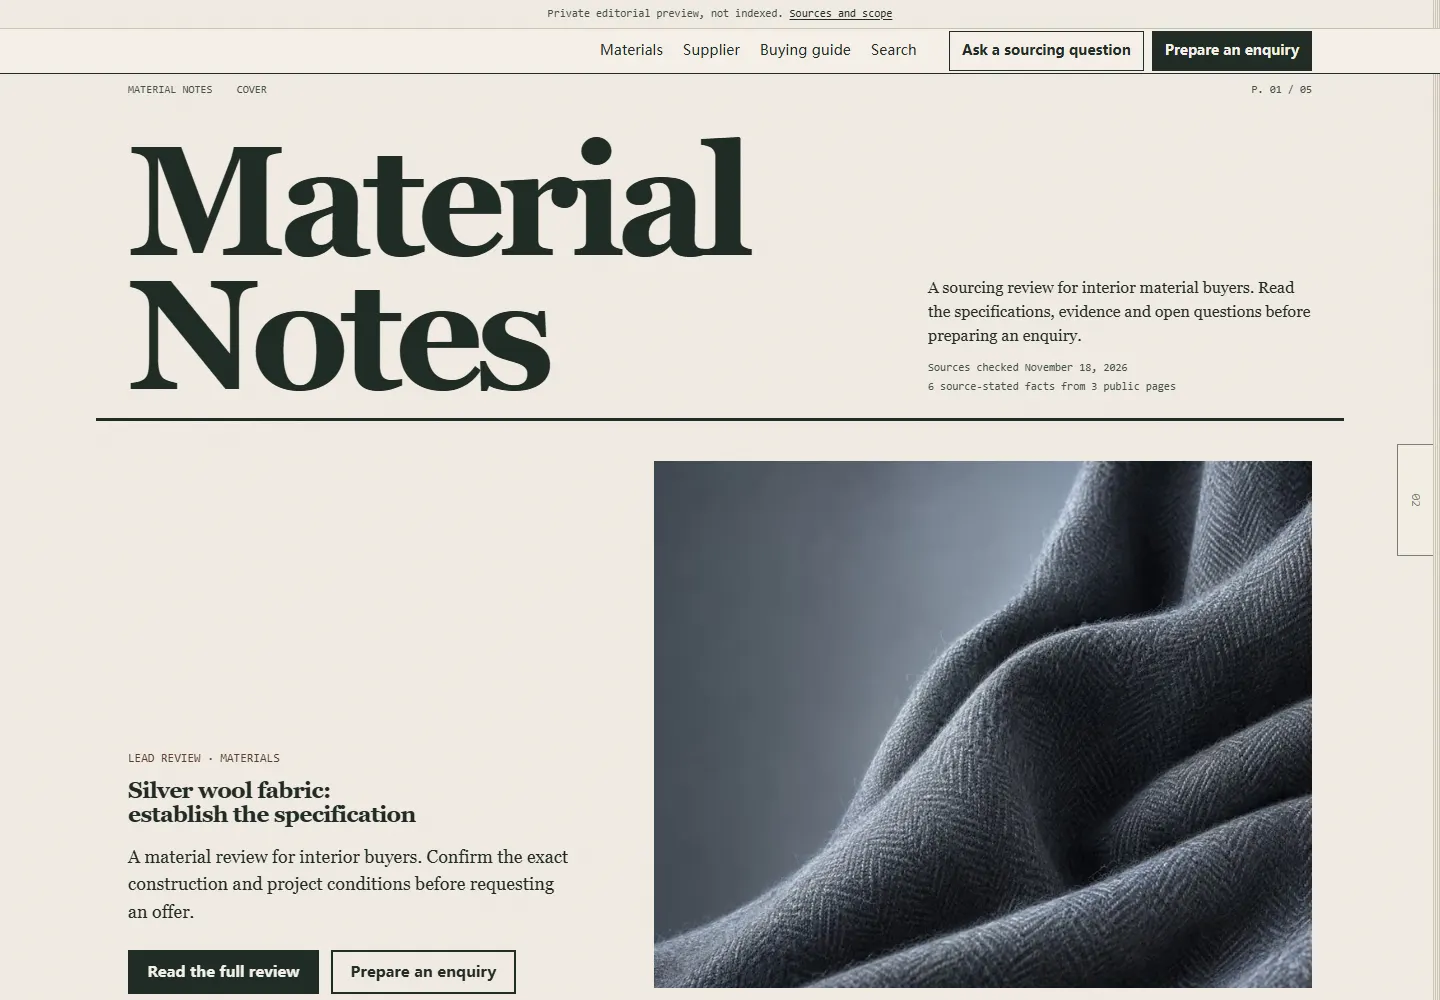 Private editorial preview, not indexed. Sources and scope
Materials Supplier Buying guide Search Ask a sourcing question Prepare an enquiry
MATERIAL NOTES COVER P. 01 / 05
Material
Notes
A sourcing review for interior material buyers. Read
the specifications, evidence and open questions before
preparing an enquiry.
Sources checked November 18, 2026
6 source-stated facts from 3 public pages
02
LEAD REVIEW · MATERIALS
Silver wool fabric:
establish the specification
A material review for interior buyers. Confirm the exact
construction and project conditions before requesting
an offer.
Read the full review Prepare an enquiry